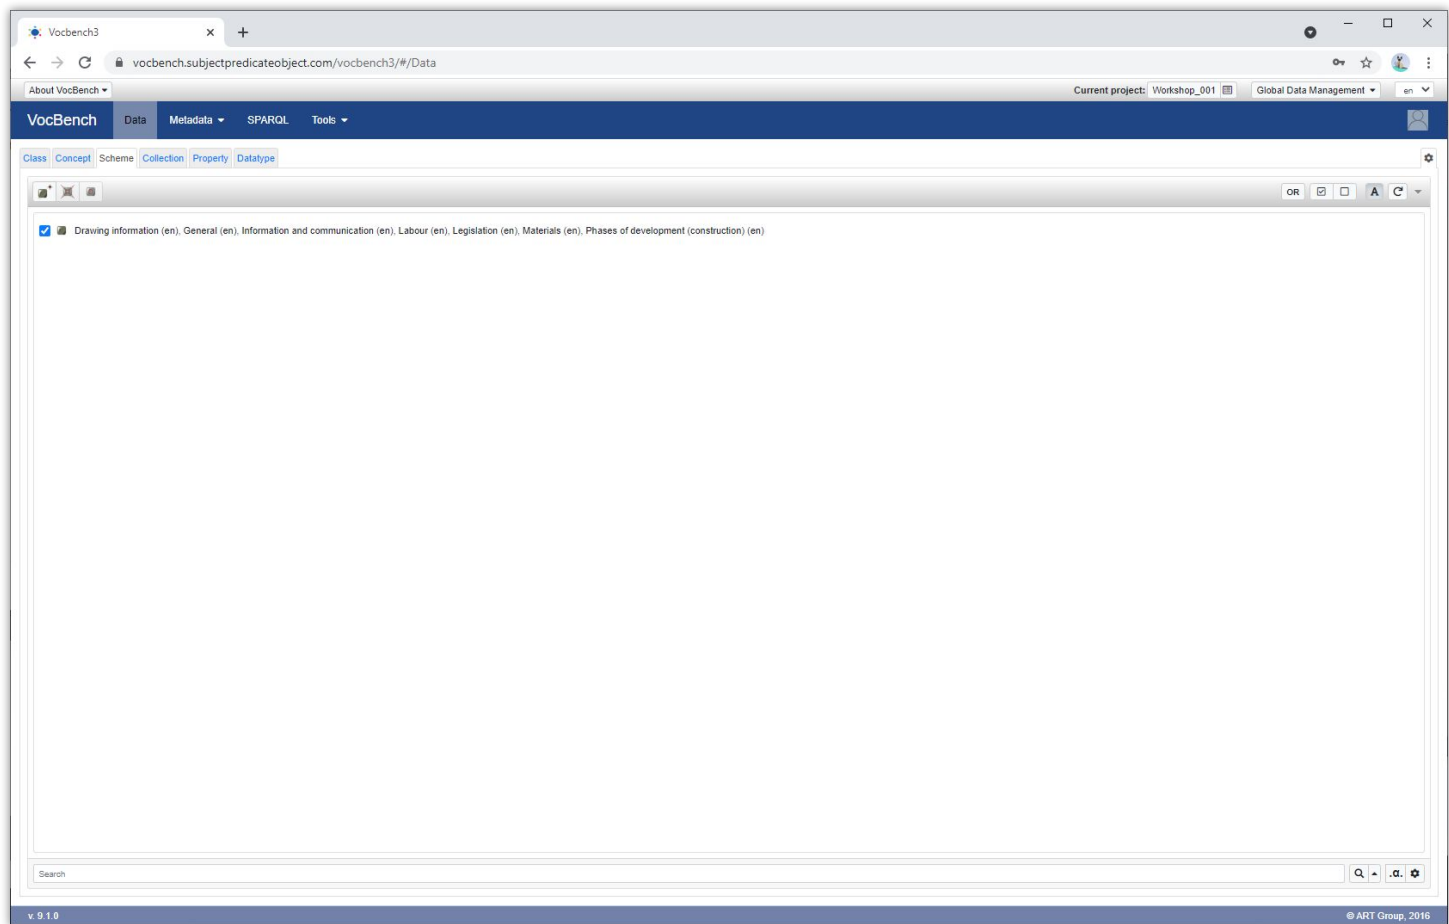 Vocbench3
vocbench.subjectpredicateobject.com/vocbench3/#/Data
About VocBench Current project: Workshop_001 Global Data Management en
VocBench Data Metadata SPARQL Tools
Class Concept Scheme Collection Property Datatype
OR A
Drawing information (en), General (en), Information and communication (en), Labour (en), Legislation (en), Materials (en), Phases of development (construction) (en)
Search .α.
v. 9.1.0 © ART Group, 2016